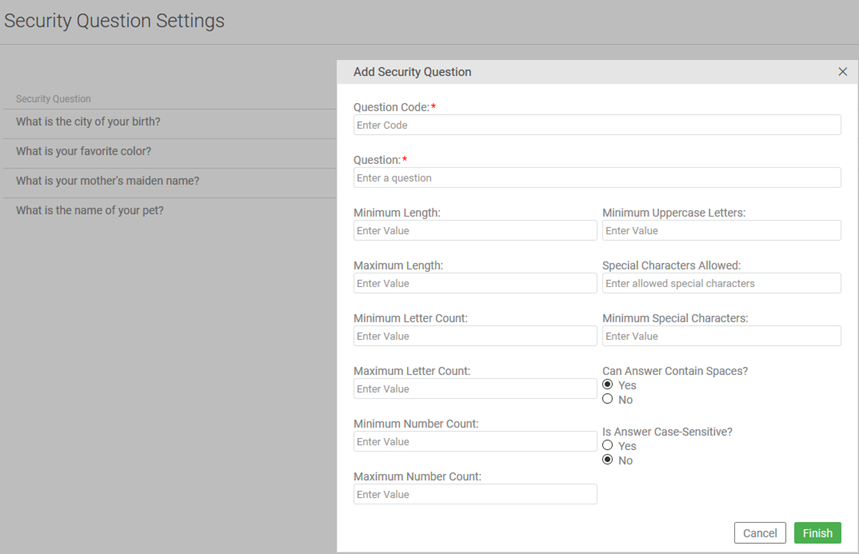 Security Question Settings
Security Question
What is the city of your birth?
What is your favorite color?
What is your mother's maiden name?
What is the name of your pet?
Add Security Question
Question Code:*
Enter Code
Question:*
Enter a question
Minimum Length:
Enter Value
Minimum Uppercase Letters:
Enter Value
Maximum Length:
Enter Value
Special Characters Allowed:
Enter allowed special characters
Minimum Letter Count:
Enter Value
Minimum Special Characters:
Enter Value
Maximum Letter Count:
Enter Value
Can Answer Contain Spaces?
Yes
No
Minimum Number Count:
Enter Value
Is Answer Case-Sensitive?
Yes
No
Maximum Number Count:
Enter Value
Cancel
Finish